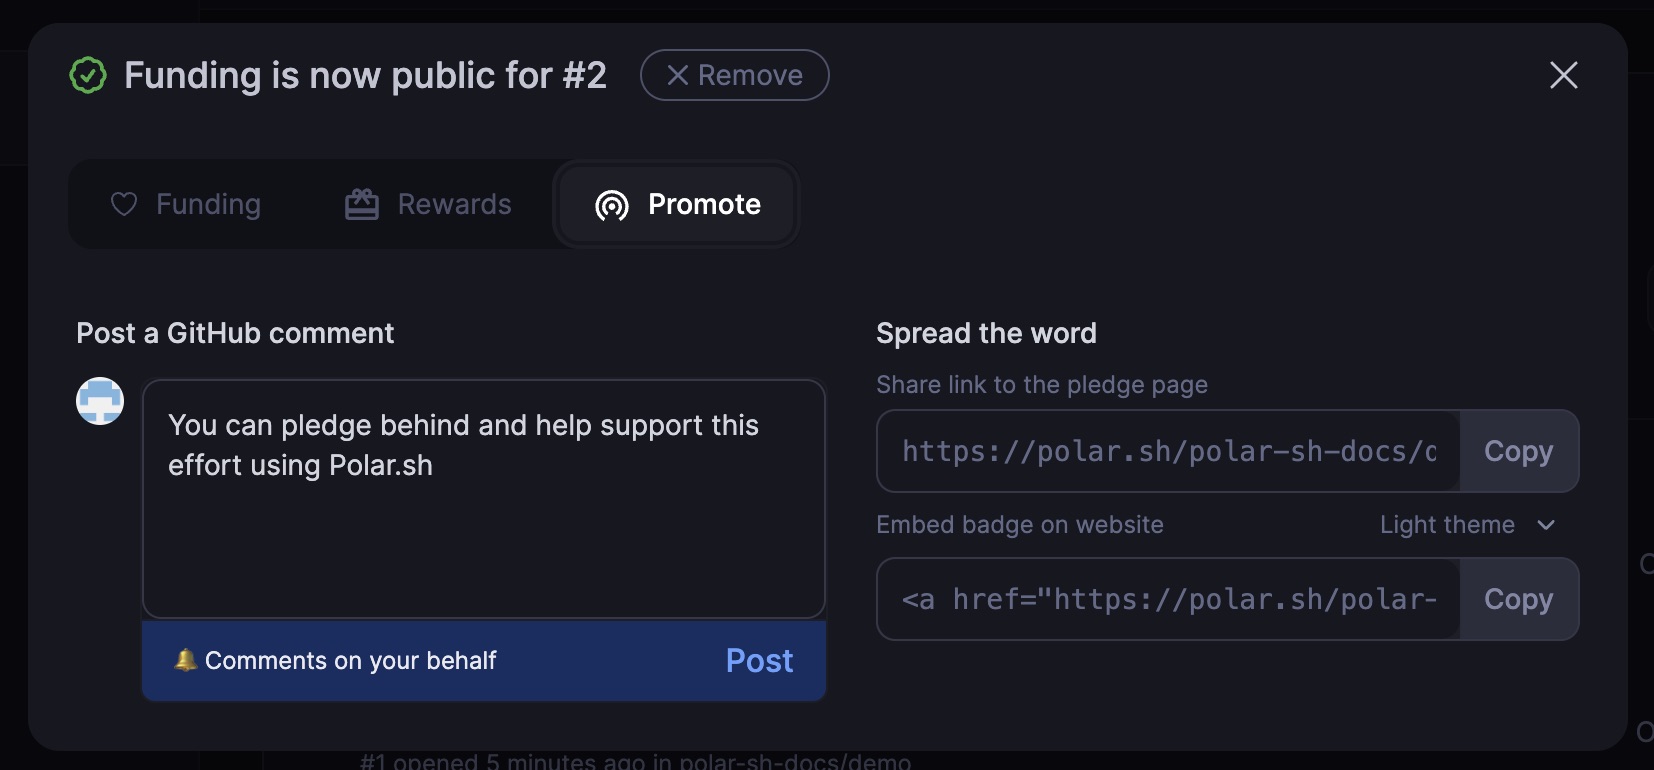 Funding is now public for #2
Remove
Funding
Rewards
Promote
Post a GitHub comment
You can pledge behind and help support this
effort using Polar.sh
🔔 Comments on your behalf
Post
Spread the word
Share link to the pledge page
https://polar.sh/polar-sh-docs/d
Copy
Embed badge on website
Light theme
<a href="https://polar.sh/polar-
Copy
#1 opened 5 minutes ago in polar-sh-docs/demo